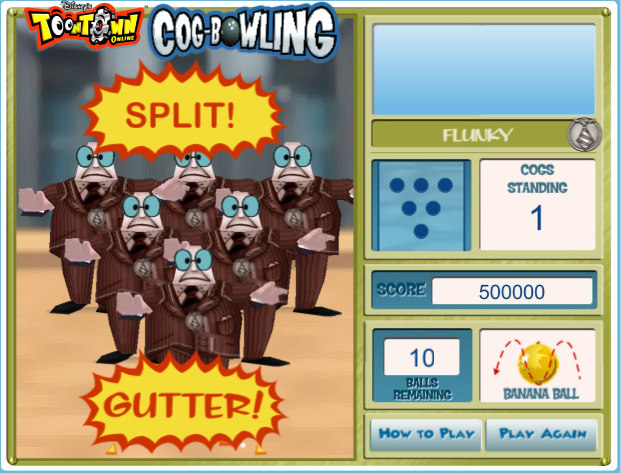 Disney's
TOONTOWN
ONLINE
COG-BOWLING
SPLIT!
GUTTER!
FLUNKY
COGS
STANDING
1
SCORE
500000
10
BALLS
REMAINING
BANANA BALL
HOW TO PLAY
PLAY AGAIN